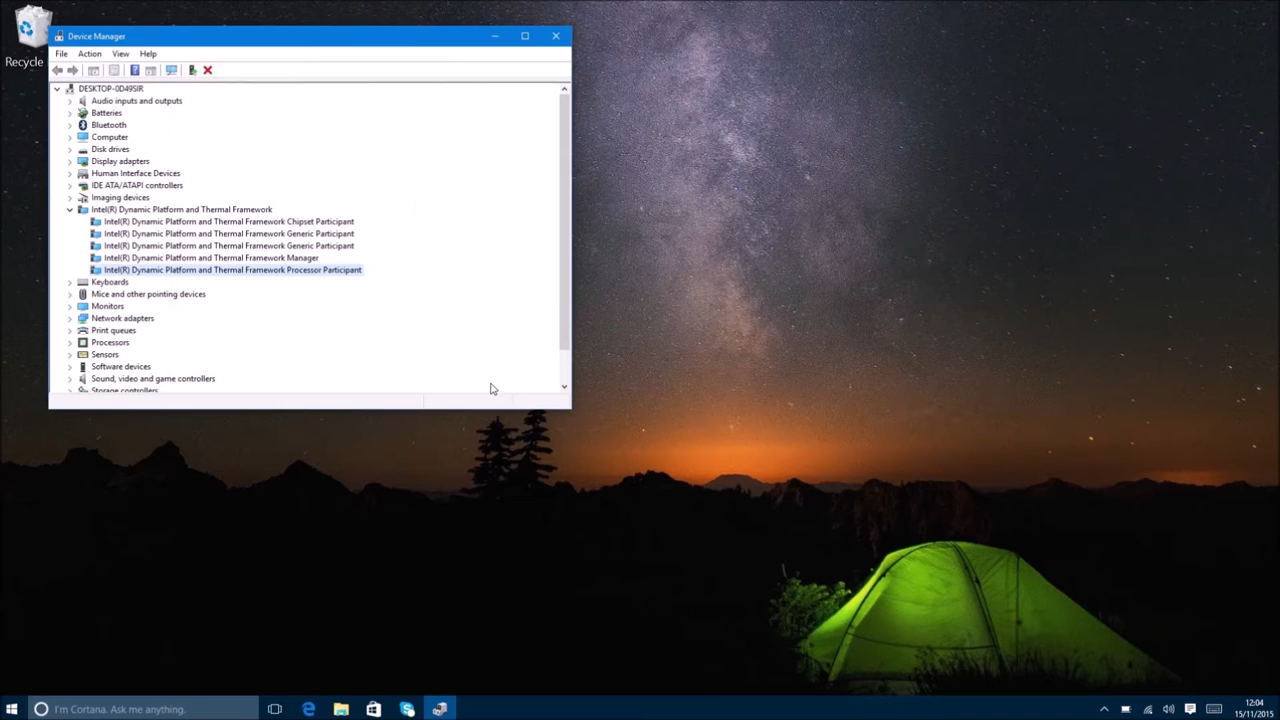 Recycle
Device Manager
File Action View Help
DESKTOP-0D49SIR
Audio inputs and outputs
Batteries
Bluetooth
Computer
Disk drives
Display adapters
Human Interface Devices
IDE ATA/ATAPI controllers
Imaging devices
Intel(R) Dynamic Platform and Thermal Framework
Intel(R) Dynamic Platform and Thermal Framework Chipset Participant
Intel(R) Dynamic Platform and Thermal Framework Generic Participant
Intel(R) Dynamic Platform and Thermal Framework Generic Participant
Intel(R) Dynamic Platform and Thermal Framework Manager
Intel(R) Dynamic Platform and Thermal Framework Processor Participant
Keyboards
Mice and other pointing devices
Monitors
Network adapters
Print queues
Processors
Sensors
Software devices
Sound, video and game controllers
Storage controllers
I'm Cortana. Ask me anything.
12:04
15/11/2015